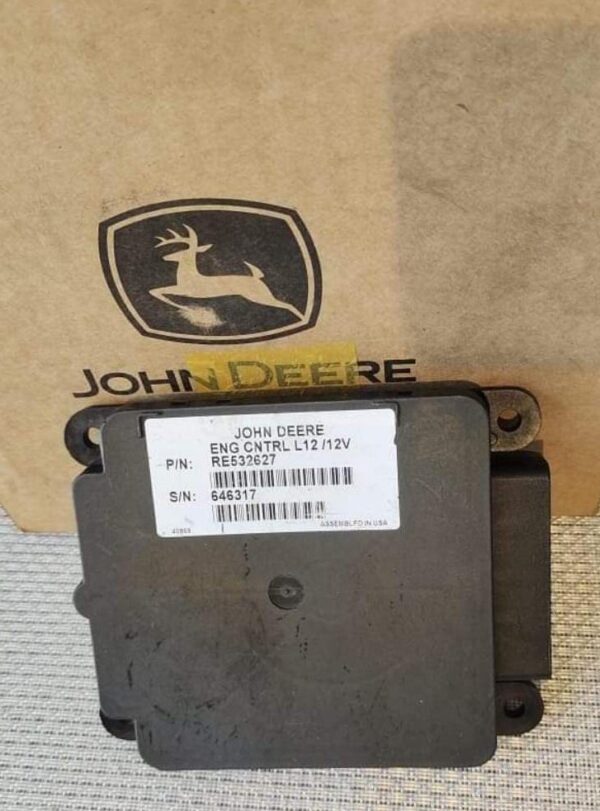 JOHN DEERE
JOHN DEERE
ENG CNTRL L12 /12V
P/N: RE532627
S/N: 646317
ASSEMBLED IN USA